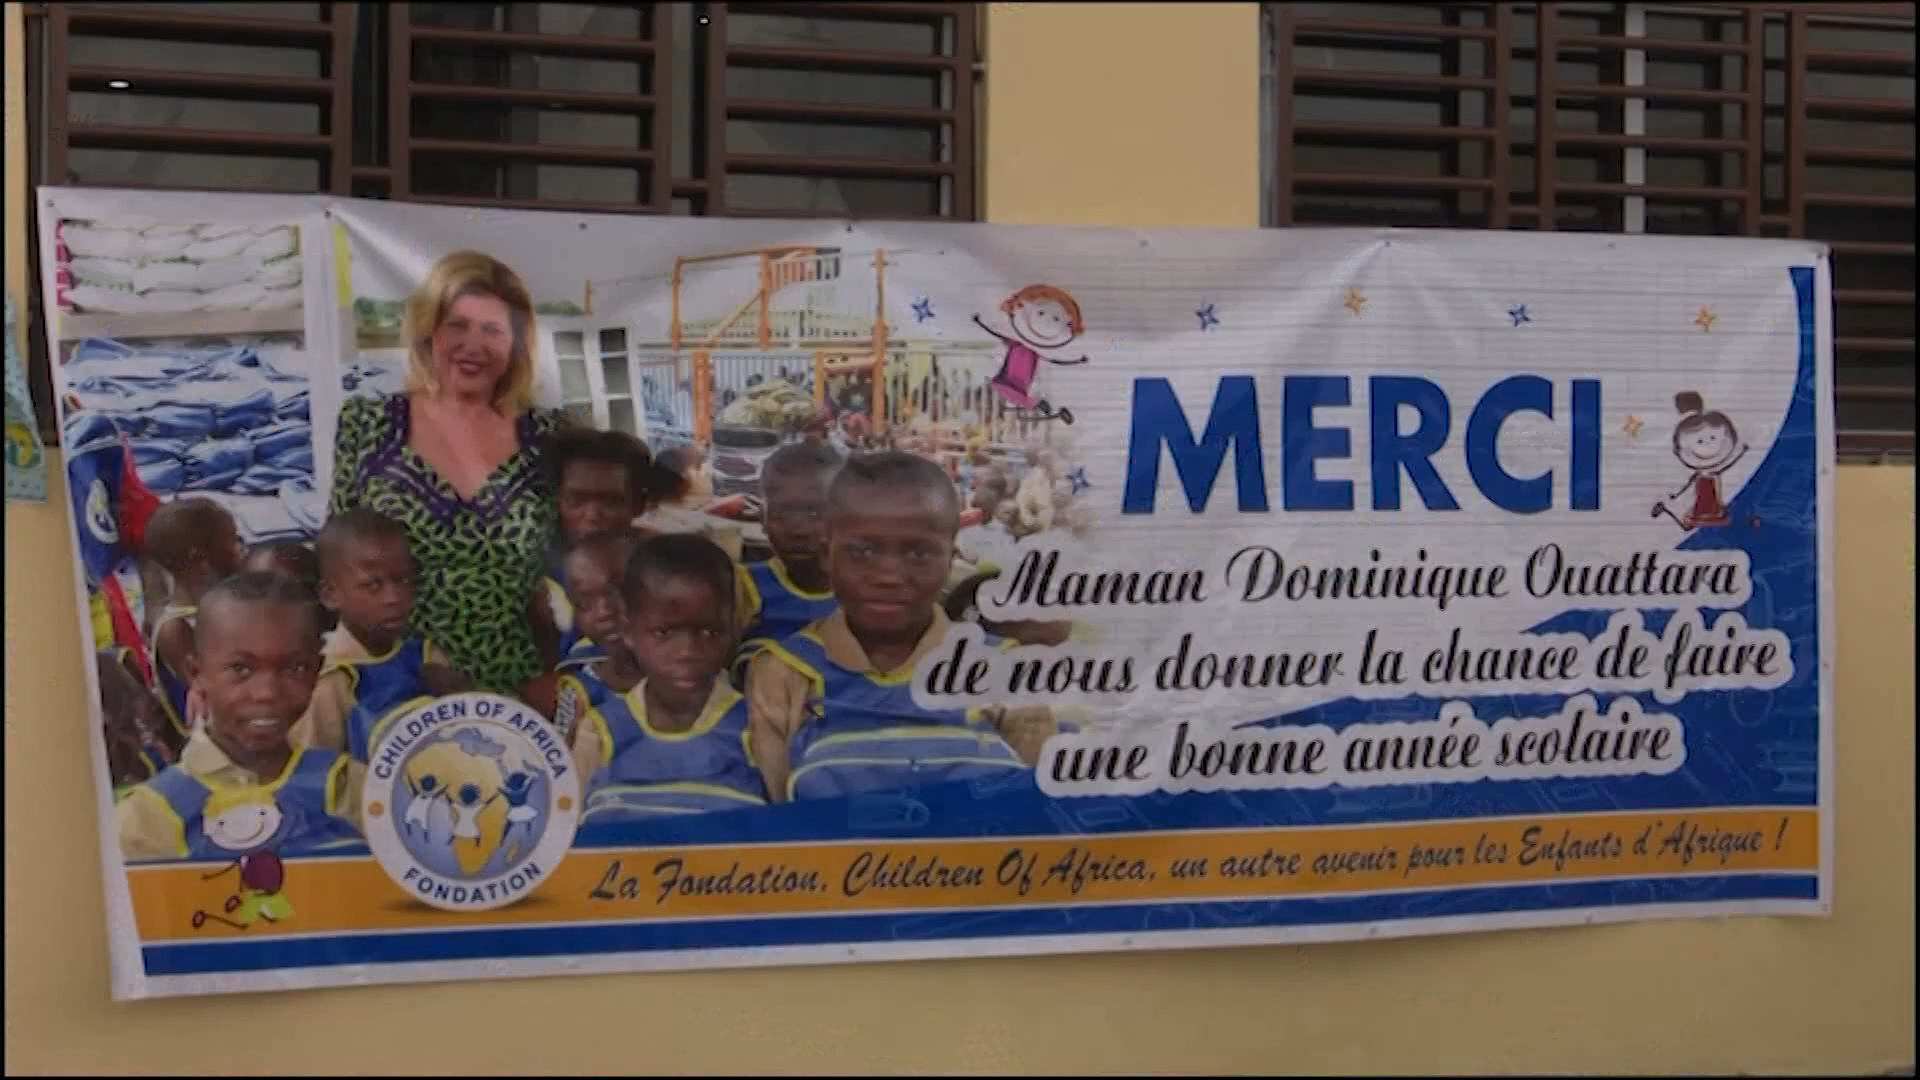 MERCI
Maman Dominique Ouattara
de nous donner la chance de faire
une bonne année scolaire
CHILDREN OF AFRICA
FONDATION
La Fondation, Children Of Africa, un autre avenir pour les Enfants d'Afrique !